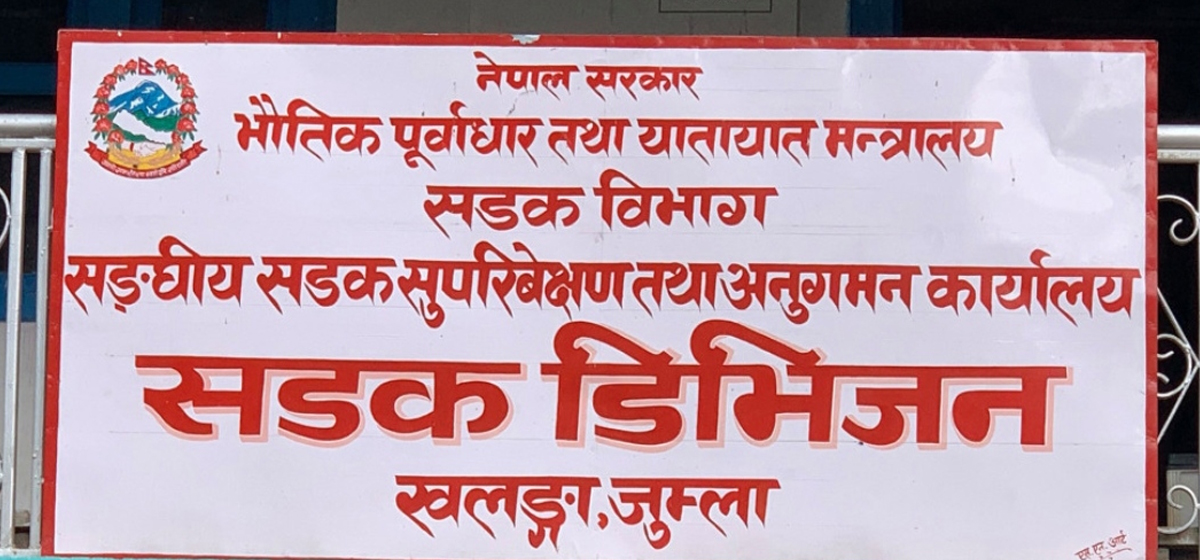 नेपाल सरकार
भौतिक पूर्वाधार तथा यातायात मन्त्रालय
सडक विभाग
सङ्घीय सडक सुपरिबेक्षण तथा अनुगमन कार्यालय
सडक डिभिजन
खलङ्गा, जुम्ला